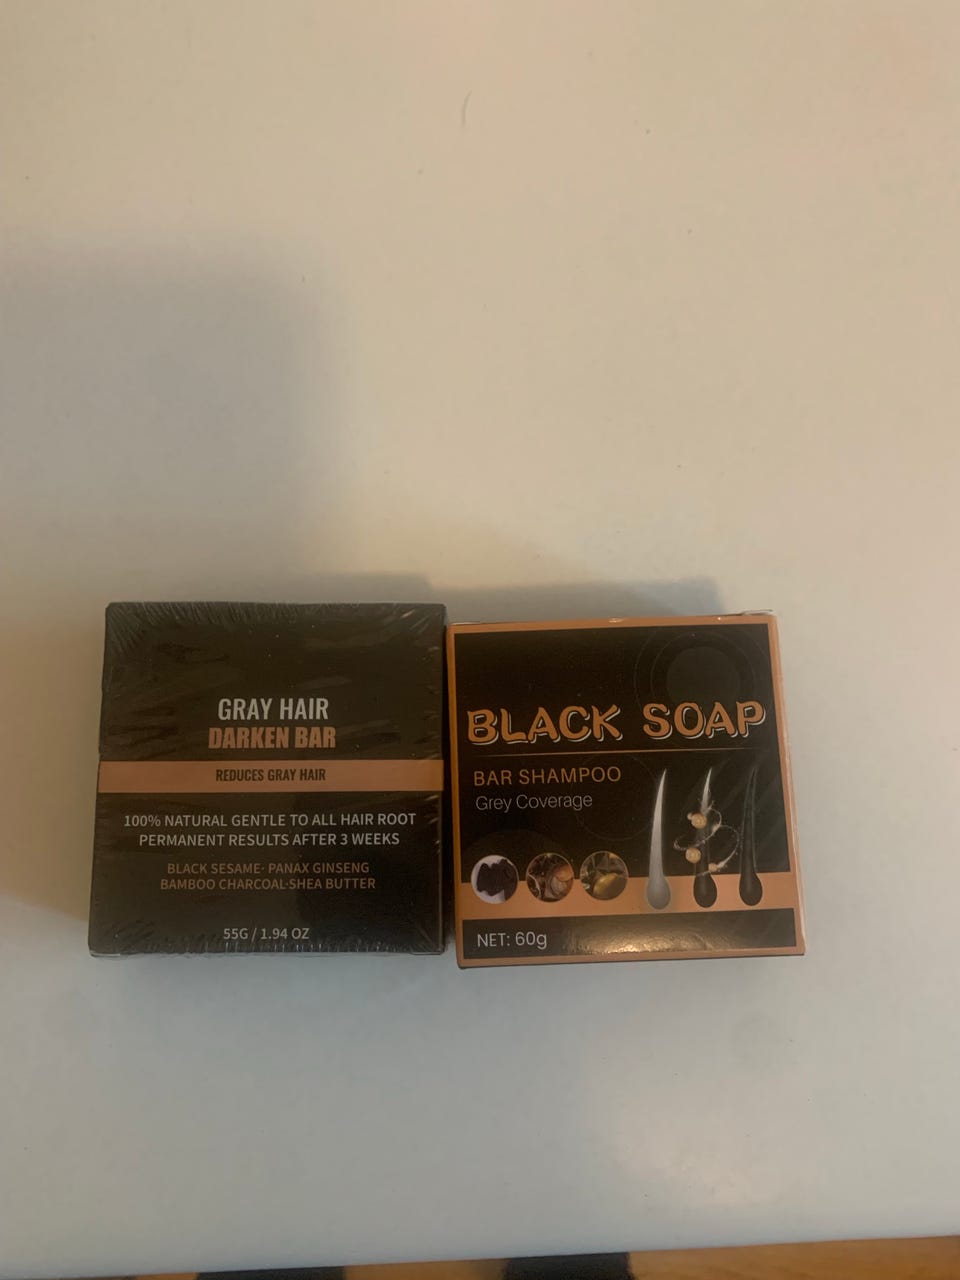 GRAY HAIR
DARKEN BAR
REDUCES GRAY HAIR
100% NATURAL GENTLE TO ALL HAIR ROOT
PERMANENT RESULTS AFTER 3 WEEKS
BLACK SESAME· PANAX GINSENG
BAMBOO CHARCOAL·SHEA BUTTER
55G / 1.94 OZ
BLACK SOAP
BAR SHAMPOO
Grey Coverage
NET: 60g